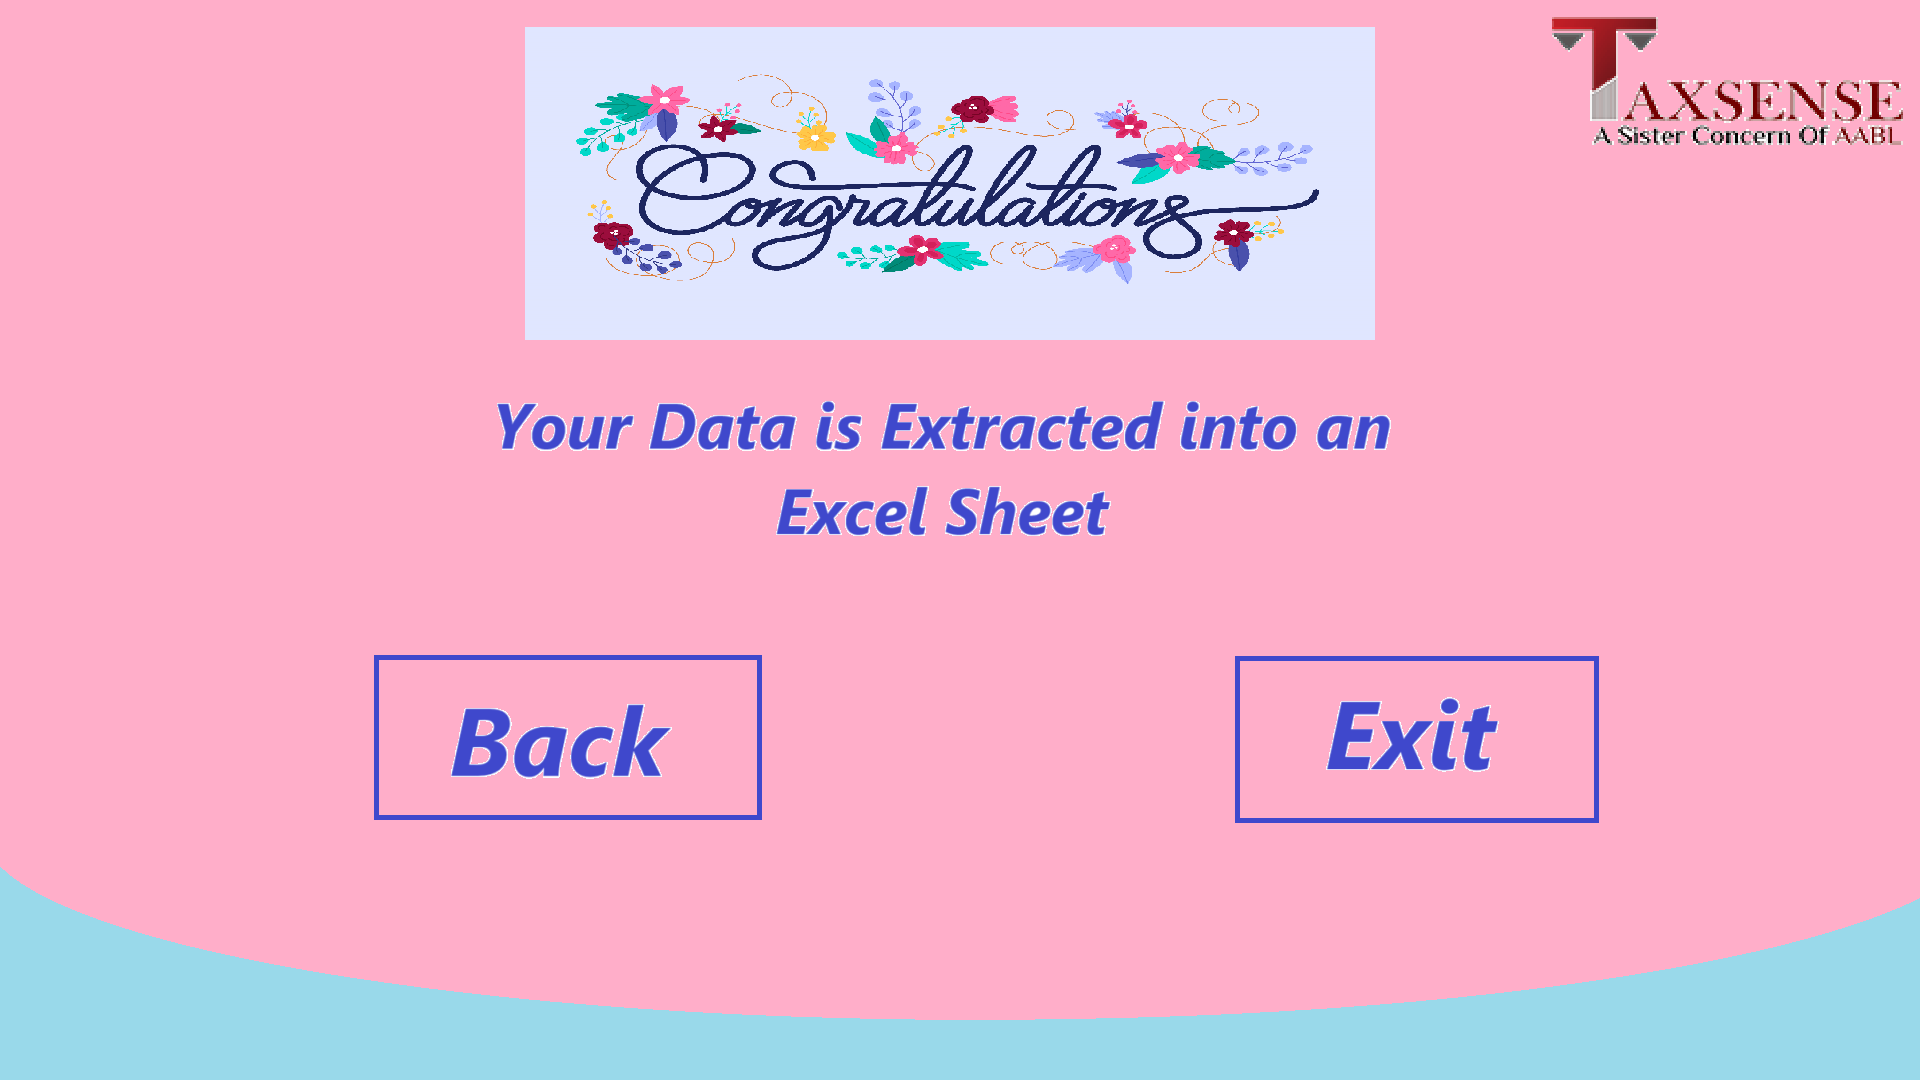 Congratulations
TAXSENSE
A Sister Concern Of AABL
Your Data is Extracted into an
Excel Sheet
Back
Exit